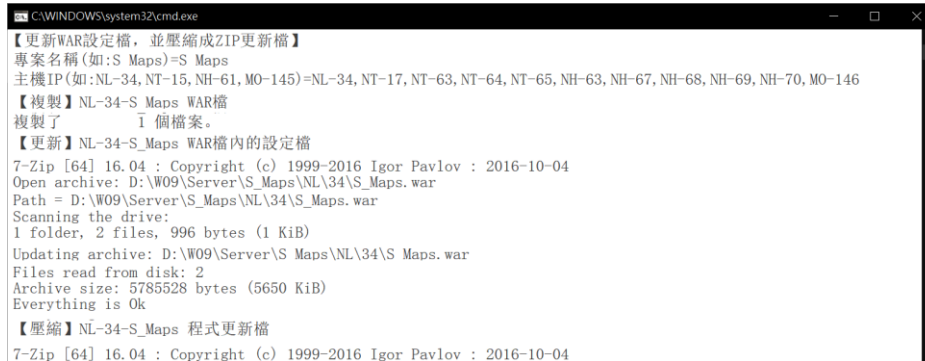 C:\WINDOWS\system32\cmd.exe
【更新WAR設定檔，並壓縮成ZIP更新檔】
專案名稱(如:S Maps)=S Maps
主機IP(如:NL-34,NT-15,NH-61,MO-145)=NL-34,NT-17,NT-63,NT-64,NT-65,NH-63,NH-67,NH-68,NH-69,NH-70,MO-146
【複製】NL-34-S_Maps WAR檔
複製了 1 個檔案。
【更新】NL-34-S_Maps WAR檔內的設定檔
7-Zip [64] 16.04 : Copyright (c) 1999-2016 Igor Pavlov : 2016-10-04
Open archive: D:\W09\Server\S_Maps\NL\34\S_Maps.war
Path = D:\W09\Server\S_Maps\NL\34\S_Maps.war
Scanning the drive:
1 folder, 2 files, 996 bytes (1 KiB)
Updating archive: D:\W09\Server\S Maps\NL\34\S Maps.war
Files read from disk: 2
Archive size: 5785528 bytes (5650 KiB)
Everything is Ok
【壓縮】NL-34-S_Maps 程式更新檔
7-Zip [64] 16.04 : Copyright (c) 1999-2016 Igor Pavlov : 2016-10-04